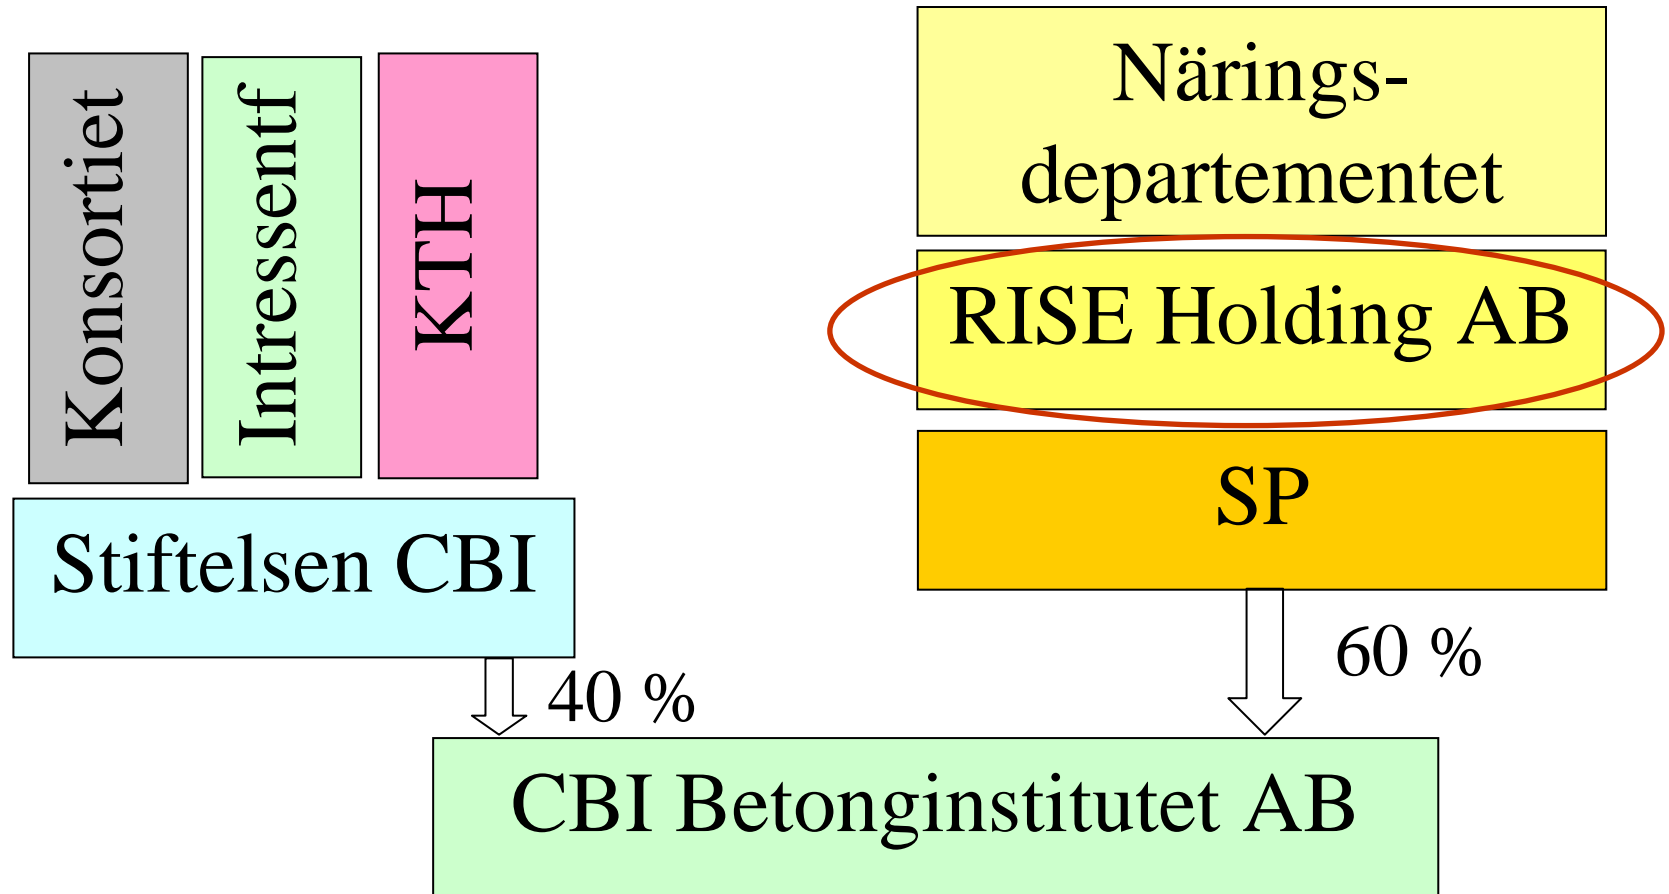 Konsortiet
Intressentf
KTH
Stiftelsen CBI
40 %
Närings-
departementet
RISE Holding AB
SP
60 %
CBI Betonginstitutet AB